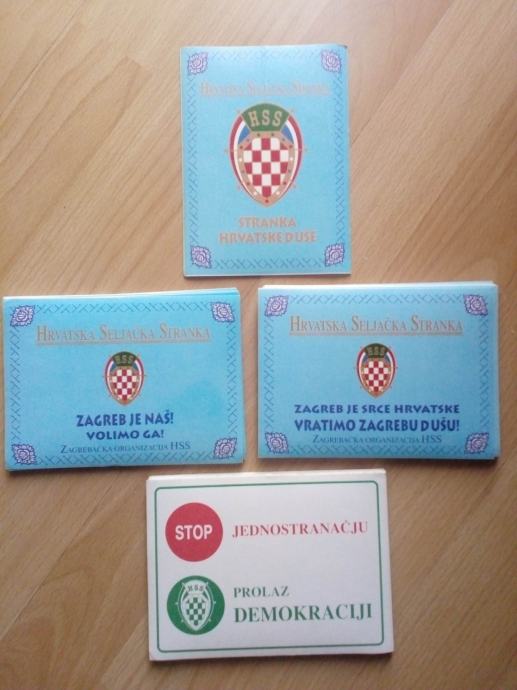 HRVATSKA SELJAČKA STRANKA
HSS
STRANKA
HRVATSKE DUŠE
HRVATSKA SELJAČKA STRANKA
HSS
ZAGREB JE NAŠ!
VOLIMO GA!
ZAGREBAČKA ORGANIZACIJA HSS
HRVATSKA SELJAČKA STRANKA
HSS
ZAGREB JE SRCE HRVATSKE
VRATIMO ZAGREBU DUŠU!
ZAGREBAČKA ORGANIZACIJA HSS
STOP JEDNOSTRANAČJU
HSS
PROLAZ
DEMOKRACIJI